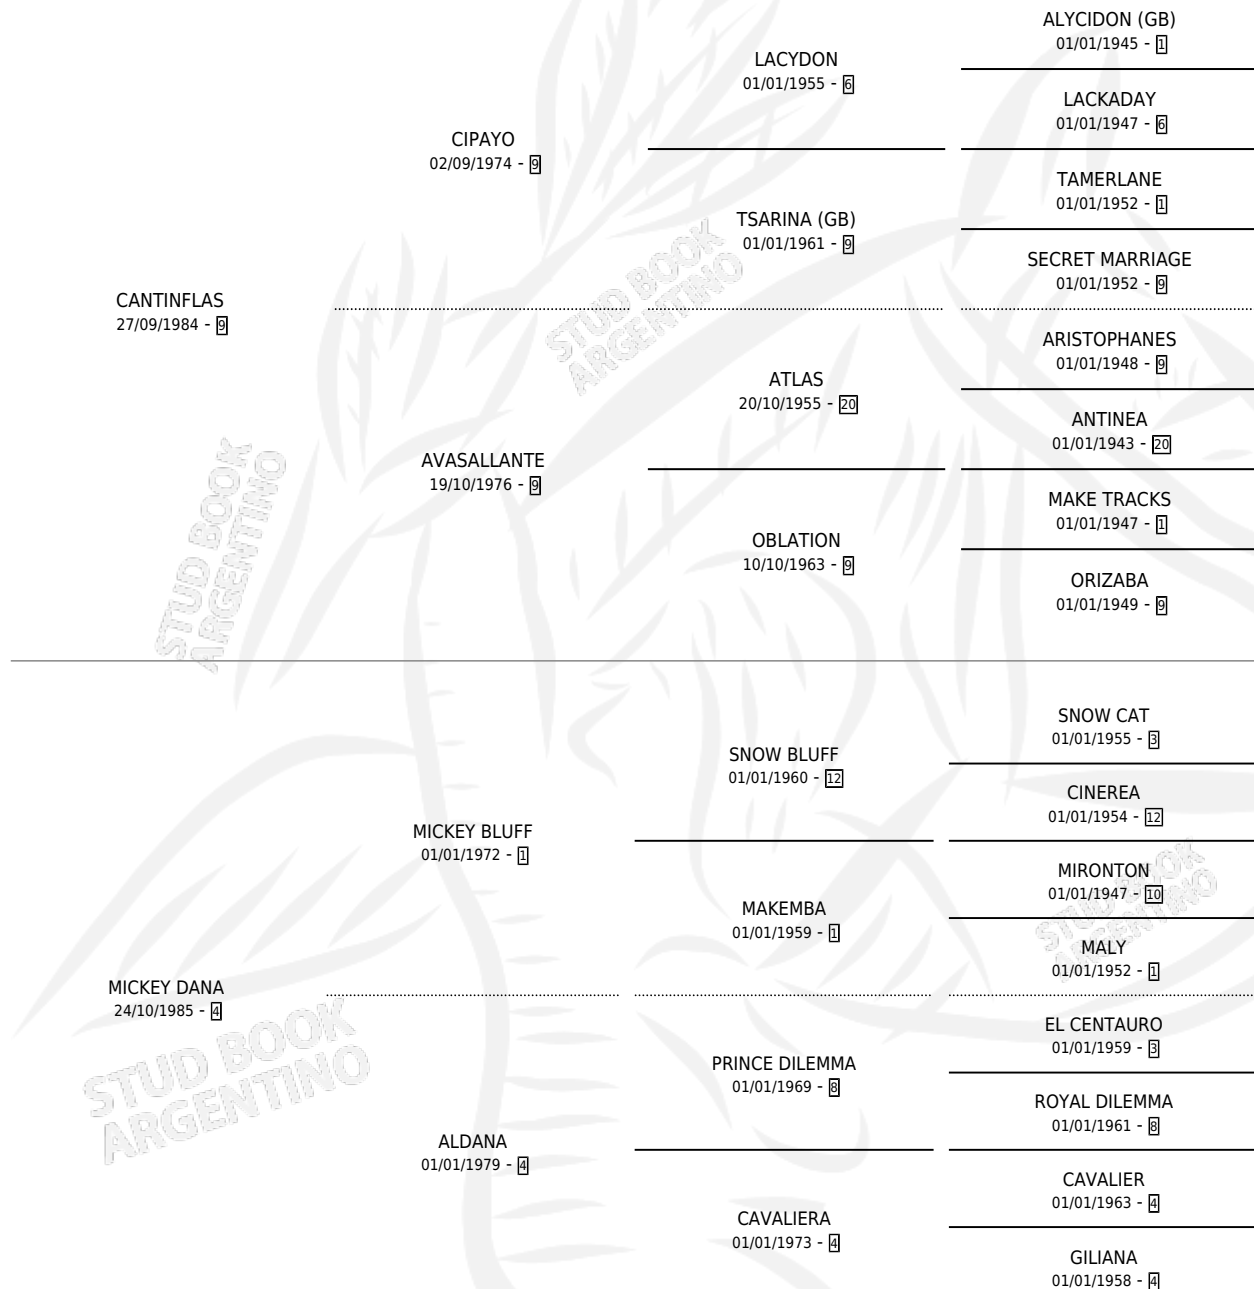 ALYCIDON (GB)
01/01/1945 - 1
LACYDON
01/01/1955 - 6
LACKADAY
01/01/1947 - 6
CIPAYO
02/09/1974 - 9
TAMERLANE
01/01/1952 - 1
TSARINA (GB)
01/01/1961 - 9
SECRET MARRIAGE
01/01/1952 - 9
CANTINFLAS
27/09/1984 - 9
ARISTOPHANES
01/01/1948 - 9
ATLAS
20/10/1955 - 20
ANTINEA
01/01/1943 - 20
AVASALLANTE
19/10/1976 - 9
MAKE TRACKS
01/01/1947 - 1
OBLATION
10/10/1963 - 9
ORIZABA
01/01/1949 - 9
SNOW CAT
01/01/1955 - 3
SNOW BLUFF
01/01/1960 - 12
CINEREA
01/01/1954 - 12
MICKEY BLUFF
01/01/1972 - 1
MIRONTON
01/01/1947 - 10
MAKEMBA
01/01/1959 - 1
MALY
01/01/1952 - 1
MICKEY DANA
24/10/1985 - 4
EL CENTAURO
01/01/1959 - 3
PRINCE DILEMMA
01/01/1969 - 8
ROYAL DILEMMA
01/01/1961 - 8
ALDANA
01/01/1979 - 4
CAVALIER
01/01/1963 - 4
CAVALIERA
01/01/1973 - 4
GILIANA
01/01/1958 - 4
STUD BOOK
ARGENTINO
STUD BOOK
ARGENTINO
STUD BOOK
ARGENTINO
STUD BOOK
ARGENTINO